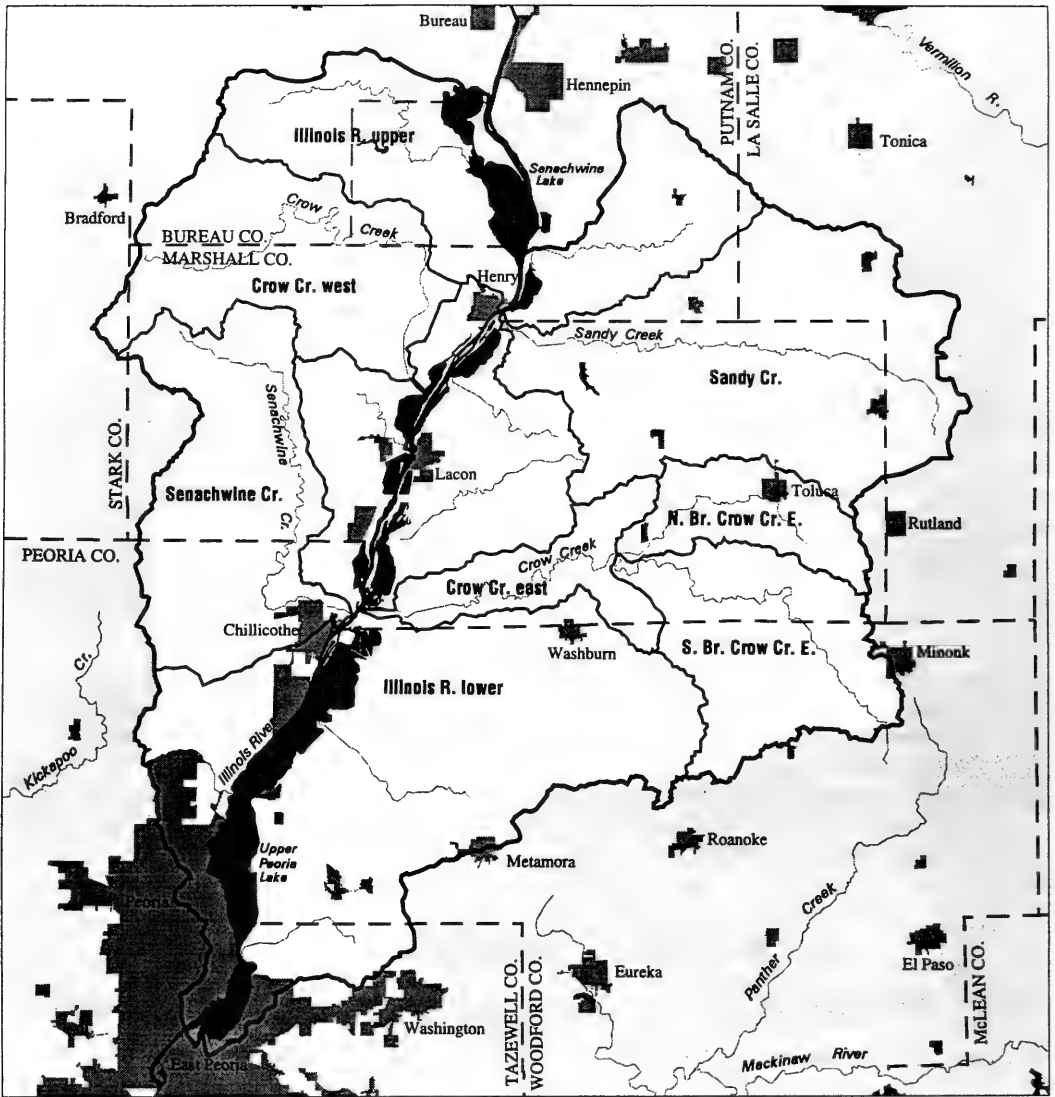 Bureau
Vermilion R.
Hennepin
PUTNAM CO.
LA SALLE CO.
Illinois R. upper
Tonica
Senachwine
Lake
Bradford
Crow
Creek
BUREAU CO.
MARSHALL CO.
Henry
Crow Cr. west
Sandy Creek
Sandy Cr.
Senachwine
Cr.
STARK CO.
Lacon
Senachwine Cr.
Toluca
N. Br. Crow Cr. E.
Rutland
PEORIA CO.
Crow Creek
Crow Cr. east
Chillicothe
Washburn
S. Br. Crow Cr. E.
Minonk
Cr.
Kickapoo
Illinois R. lower
Illinois River
Upper
Peoria
Lake
Metamora
Roanoke
Peoria
Creek
Panther
El Paso
Eureka
TAZEWELL CO.
WOODFORD CO.
McLEAN CO.
Washington
Mackinaw River
East Peoria